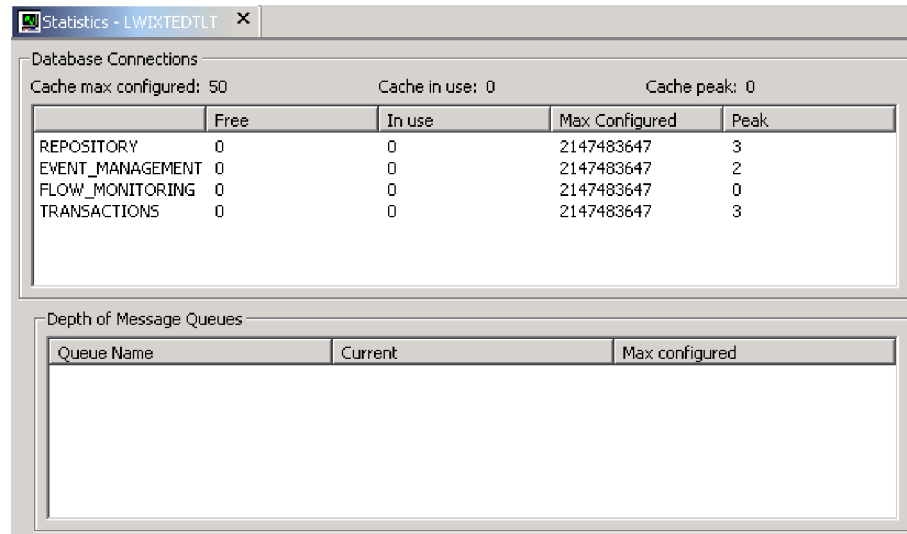 Statistics - LWIXTEDTLT
Database Connections
Cache max configured: 50 Cache in use: 0 Cache peak: 0
Free In use Max Configured Peak
REPOSITORY 0 0 2147483647 3
EVENT_MANAGEMENT 0 0 2147483647 2
FLOW_MONITORING 0 0 2147483647 0
TRANSACTIONS 0 0 2147483647 3
Depth of Message Queues
Queue Name Current Max configured